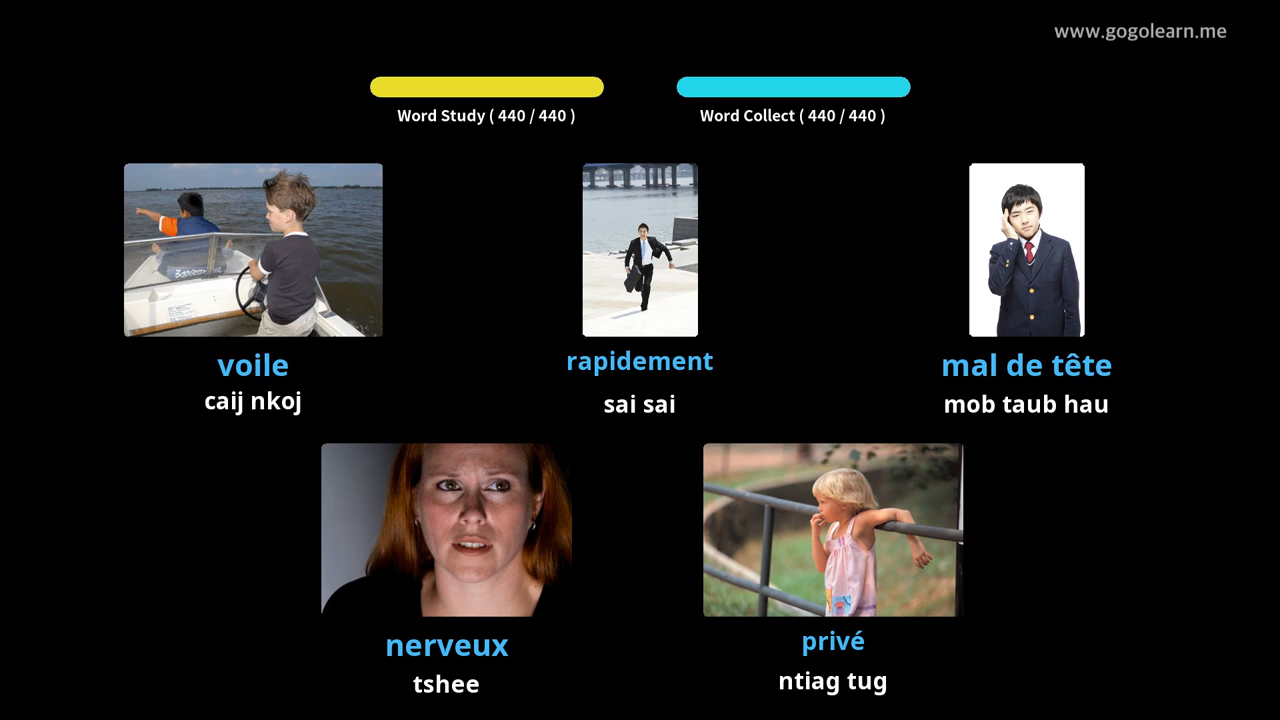 www.gogolearn.me
Word Study ( 440 / 440 )
Word Collect ( 440 / 440 )
voile
caij nkoj
rapidement
sai sai
mal de tête
mob taub hau
nerveux
tshee
privé
ntiag tug